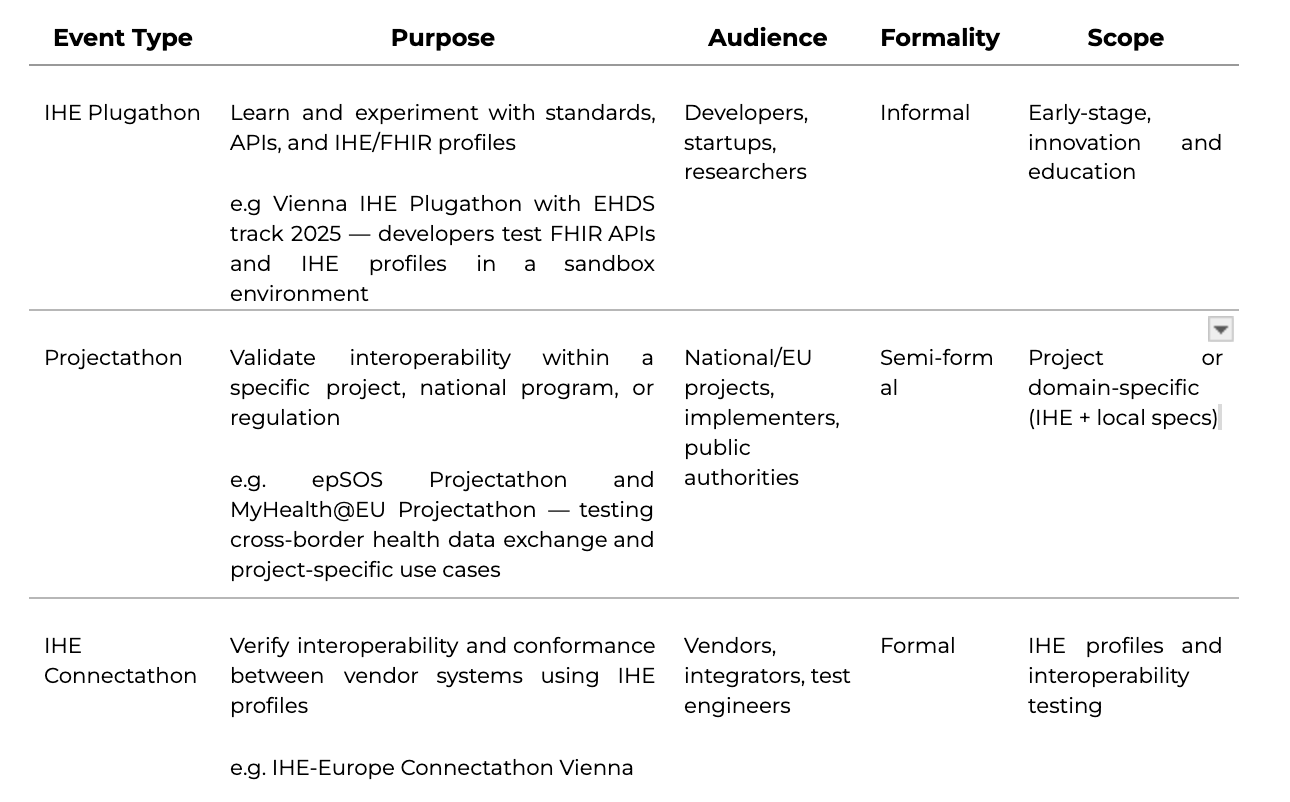 Event Type Purpose Audience Formality Scope
IHE Plugathon
Learn and experiment with standards,
APIs, and IHE/FHIR profiles
e.g Vienna IHE Plugathon with EHDS
track 2025 — developers test FHIR APIs
and IHE profiles in a sandbox
environment
Developers,
startups,
researchers
Informal
Early-stage,
innovation and
education
Projectathon
Validate interoperability within a
specific project, national program, or
regulation
e.g. epSOS Projectathon and
MyHealth@EU Projectathon — testing
cross-border health data exchange and
project-specific use cases
National/EU
projects,
implementers,
public
authorities
Semi-form
al
Project or
domain-specific
(IHE + local specs)
IHE
Connectathon
Verify interoperability and conformance
between vendor systems using IHE
profiles
e.g. IHE-Europe Connectathon Vienna
Vendors,
integrators, test
engineers
Formal
IHE profiles and
interoperability
testing